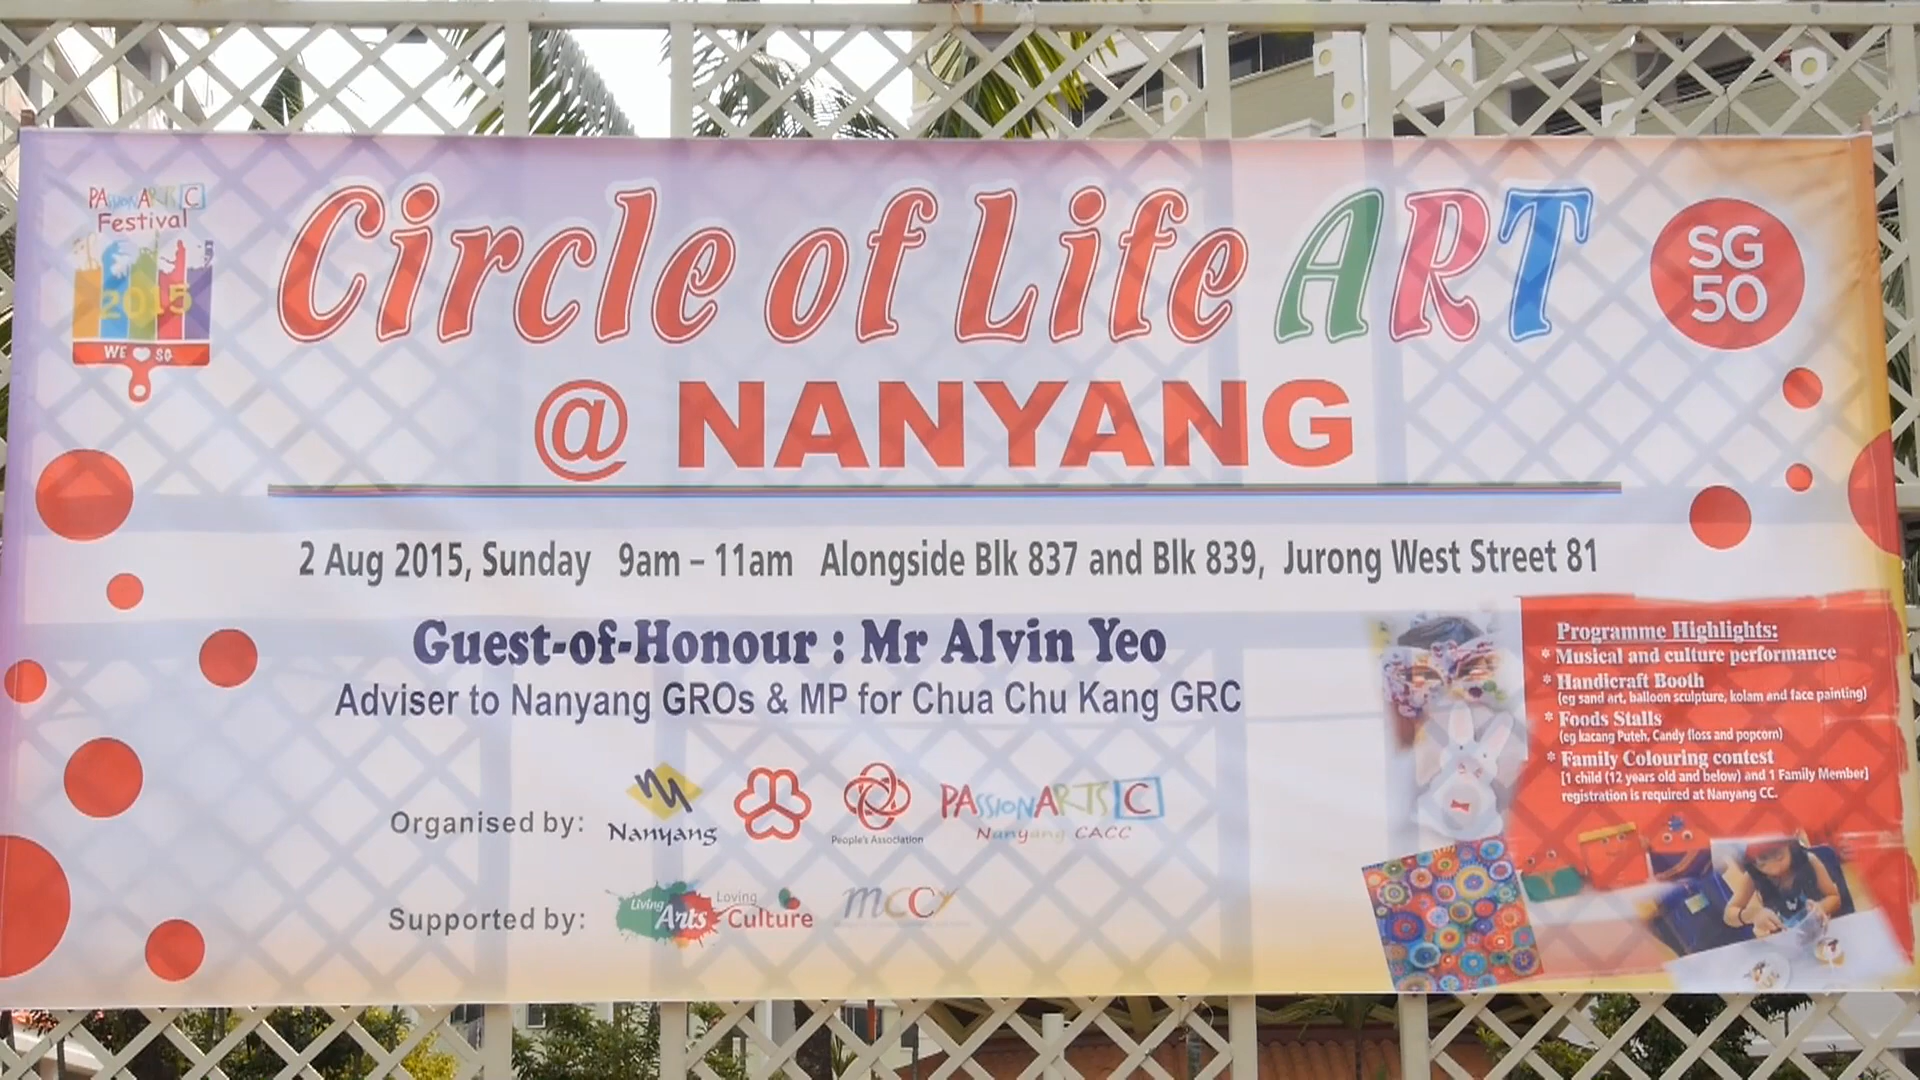 PAssionARTS C
Festival
2015
WE SG
Circle of Life ART
SG
50
@ NANYANG
2 Aug 2015, Sunday 9am – 11am Alongside Blk 837 and Blk 839, Jurong West Street 81
Guest-of-Honour : Mr Alvin Yeo
Adviser to Nanyang GROs & MP for Chua Chu Kang GRC
Programme Highlights:
* Musical and culture performance
* Handicraft Booth
(eg sand art, balloon sculpture, kolam and face painting)
* Foods Stalls
(eg kacang Puteh, Candy floss and popcorn)
* Family Colouring contest
[1 child (12 years old and below) and 1 Family Member]
registration is required at Nanyang CC.
Organised by:
Nanyang
People's Association
PAssionARTS C
Nanyang CACC
Supported by:
Living Arts Loving Culture
mccy